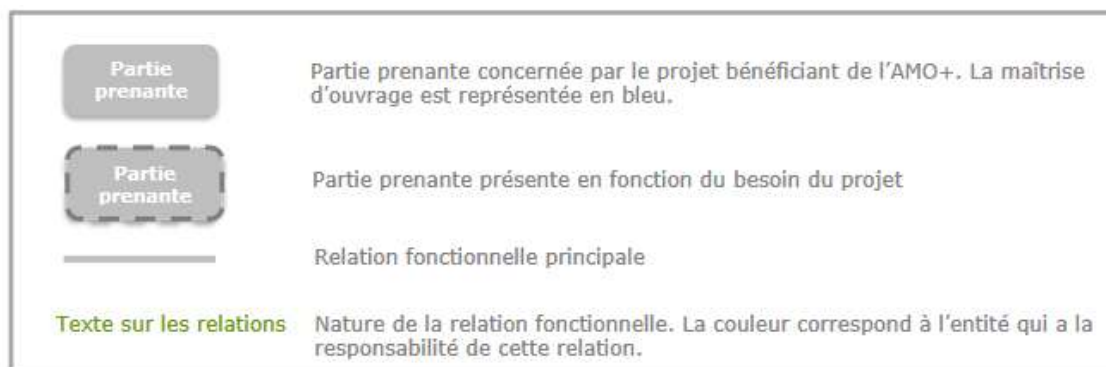 Partie
prenante
Partie prenante concernée par le projet bénéficiant de l'AMO+. La maîtrise
d'ouvrage est représentée en bleu.
Partie
prenante
Partie prenante présente en fonction du besoin du projet
Relation fonctionnelle principale
Texte sur les relations
Nature de la relation fonctionnelle. La couleur correspond à l'entité qui a la
responsabilité de cette relation.